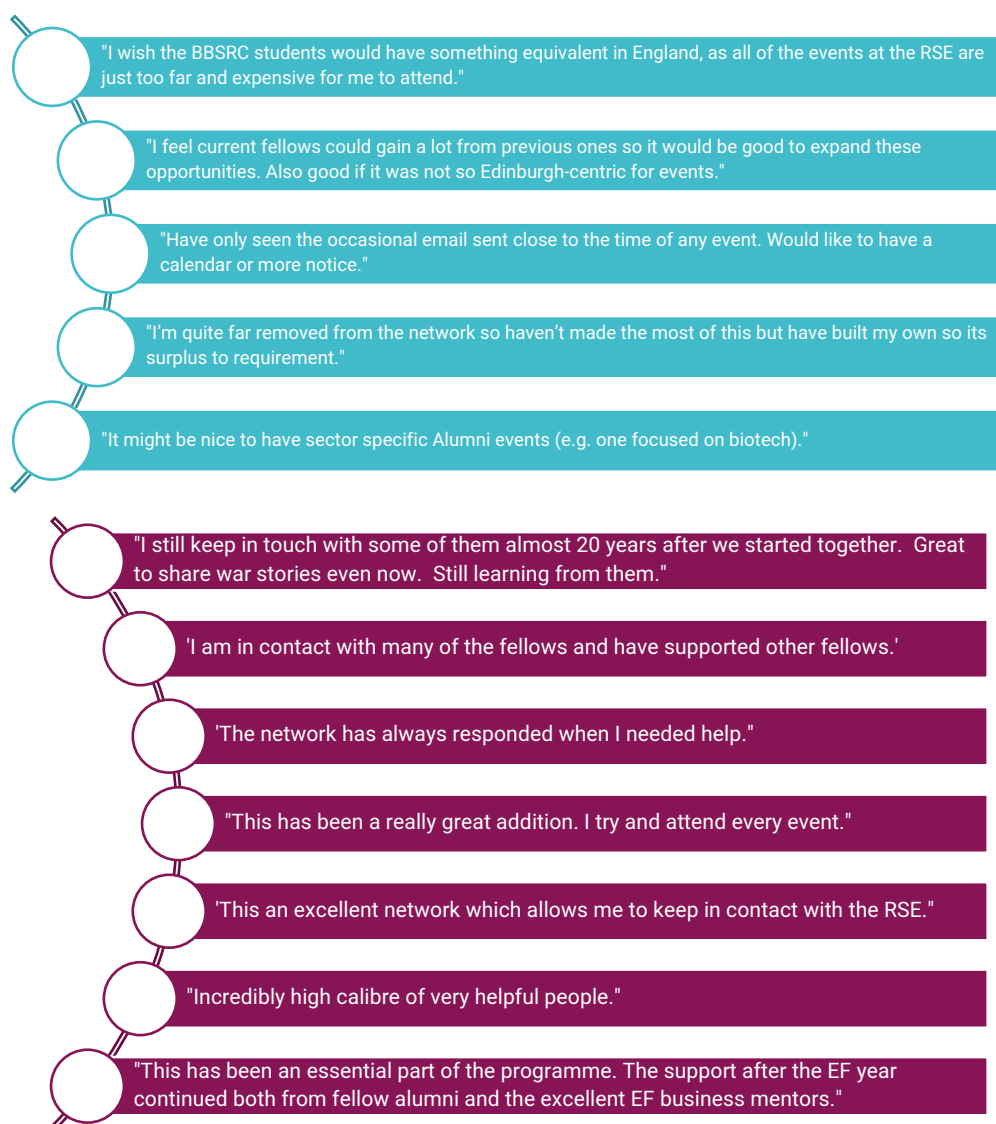 "I wish the BBSRC students would have something equivalent in England, as all of the events at the RSE are
just too far and expensive for me to attend."
"I feel current fellows could gain a lot from previous ones so it would be good to expand these
opportunities. Also good if it was not so Edinburgh-centric for events."
"Have only seen the occasional email sent close to the time of any event. Would like to have a
calendar or more notice."
"I’m quite far removed from the network so haven’t made the most of this but have built my own so its
surplus to requirement."
"It might be nice to have sector specific Alumni events (e.g. one focused on biotech)."
"I still keep in touch with some of them almost 20 years after we started together.  Great
to share war stories even now.  Still learning from them."
'I am in contact with many of the fellows and have supported other fellows.'
'The network has always responded when I needed help."
"This has been a really great addition. I try and attend every event."
'This an excellent network which allows me to keep in contact with the RSE."
"Incredibly high calibre of very helpful people."
"This has been an essential part of the programme. The support after the EF year
continued both from fellow alumni and the excellent EF business mentors."